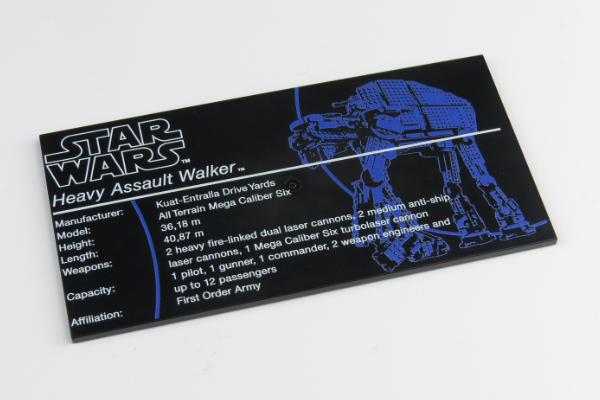 STAR
WARS™
Heavy Assault Walker™
Manufacturer: Kuat-Entralla Drive Yards
Model: All Terrain Mega Caliber Six
Height: 36,18 m
Length: 40,87 m
Weapons: 2 heavy fire-linked dual laser cannons, 2 medium anti-ship
laser cannons, 1 Mega Caliber Six turbolaser cannon
Capacity: 1 pilot, 1 gunner, 1 commander, 2 weapon engineers and
up to 12 passengers
Affiliation: First Order Army